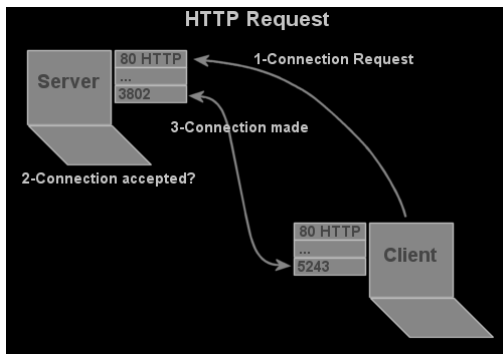 HTTP Request
80 HTTP
...
3802
Server
1-Connection Request
3-Connection made
2-Connection accepted?
80 HTTP
...
5243
Client